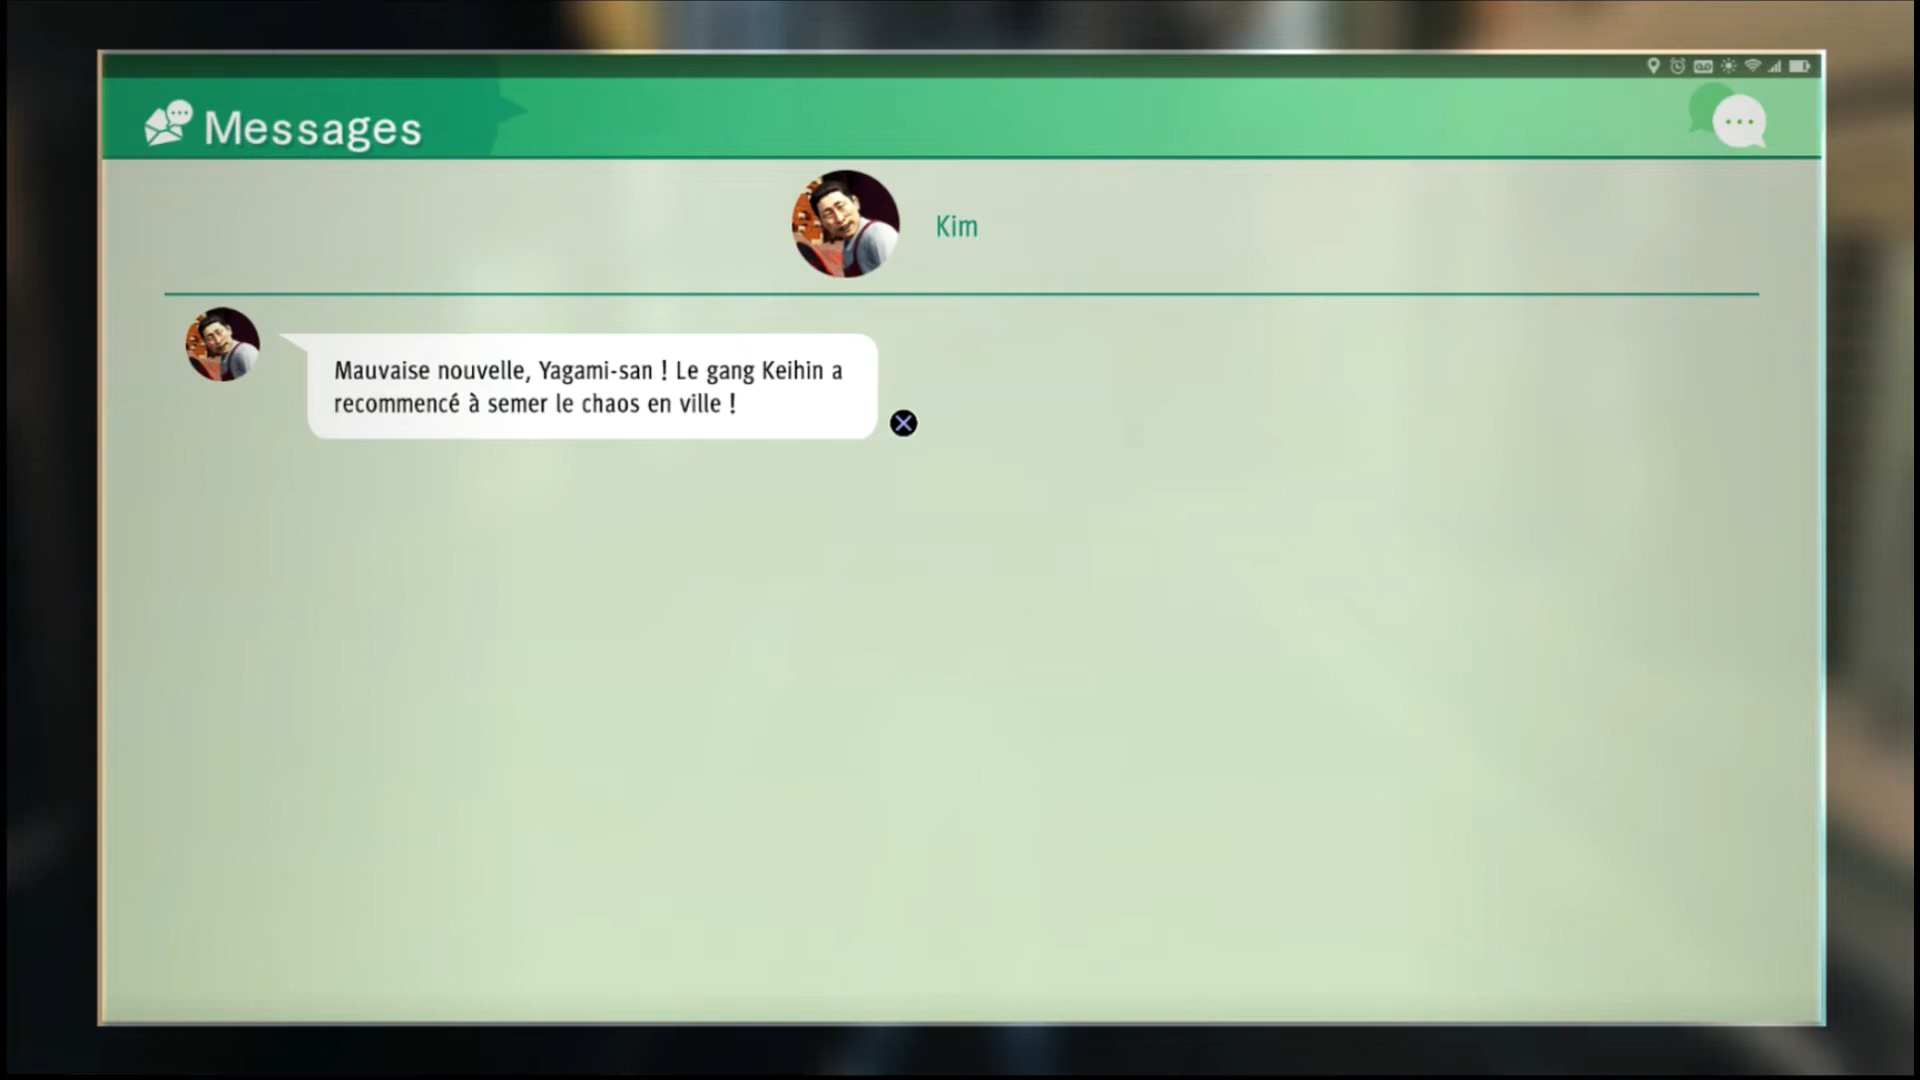 Messages
Kim
Mauvaise nouvelle, Yagami-san ! Le gang Keihin a
recommencé à semer le chaos en ville !